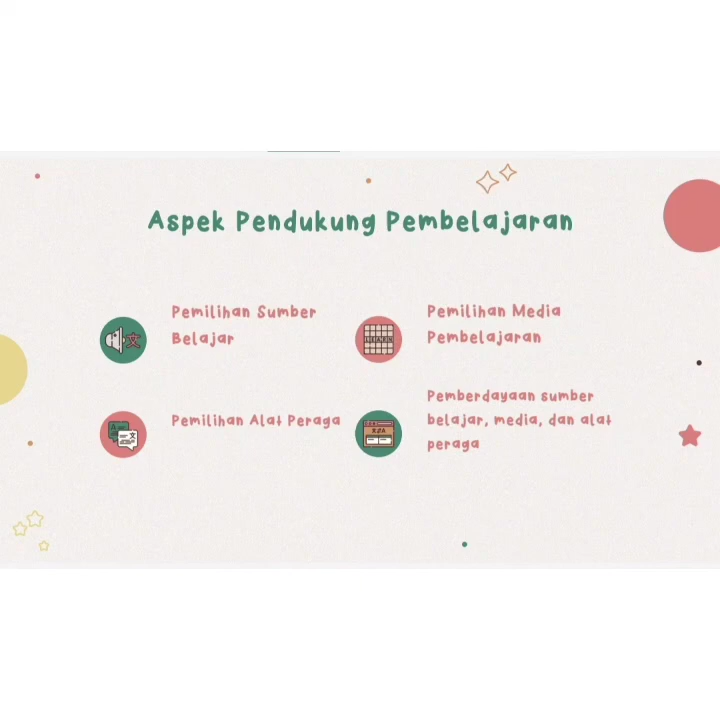 Aspek Pendukung Pembelajaran
Pemilihan Sumber
Belajar
Pemilihan Media
Pembelajaran
Pemilihan Alat Peraga
Pemberdayaan sumber
belajar, media, dan alat
peraga